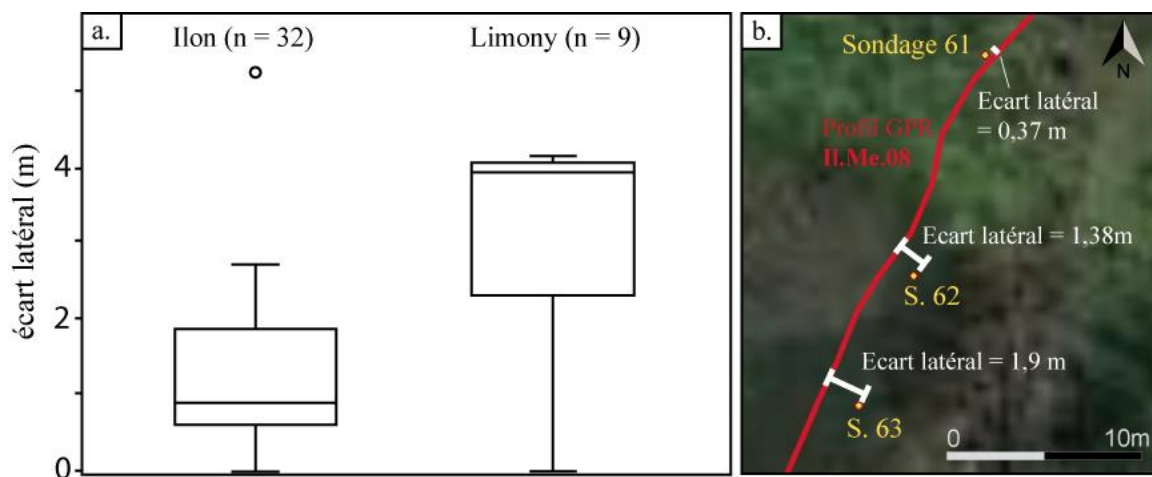 a.
Ilon (n = 32)
Limony (n = 9)
écart latéral (m)
4
2
0
b.
Sondage 61
N
Ecart latéral
= 0,37 m
Profil GPR
Il.Me.08
Ecart latéral = 1,38m
S. 62
Ecart latéral = 1,9 m
S. 63
0
10m